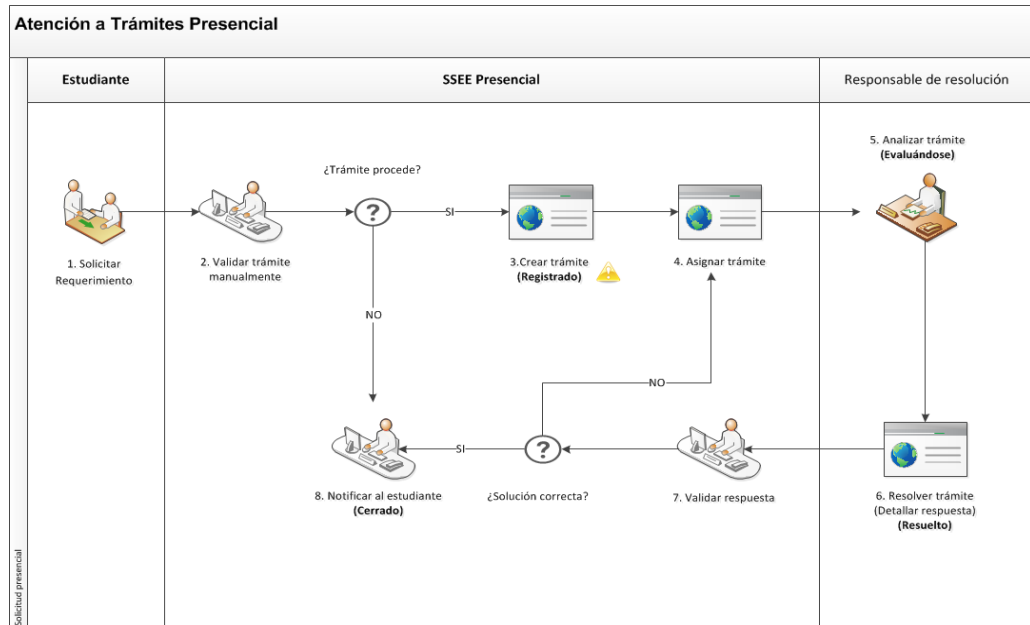 Atención a Trámites Presencial
Estudiante
SSEE Presencial
Responsable de resolución
1. Solicitar
Requerimiento
2. Validar trámite
manualmente
¿Trámite procede?
?
SI
NO
3.Crear trámite
(Registrado)
4. Asignar trámite
5. Analizar trámite
(Evaluándose)
6. Resolver trámite
(Detallar respuesta)
(Resuelto)
7. Validar respuesta
¿Solución correcta?
?
NO
SI
8. Notificar al estudiante
(Cerrado)
Solicitud presencial